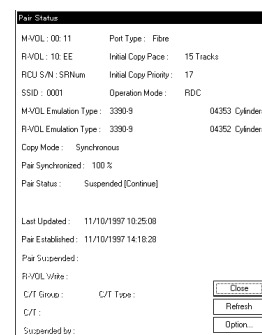 Pair Status
M-VOL : 00: 11 Port Type : Fibre
R-VOL : 10: EE Initial Copy Pace : 15 Tracks
RCU S/N : SRNum Initial Copy Priority : 17
SSID : 0001 Operation Mode : RDC
M-VOL Emulation Type : 3390-9 04353 Cylinder
R-VOL Emulation Type : 3390-9 04352 Cylinder
Copy Mode : Synchronous
Pair Synchronized : 100 %
Pair Status : Suspended [Continue]
Last Updated : 11/10/1997 10:25:08
Pair Established : 11/10/1997 14:18:28
Pair Suspended :
R-VOL Write :
C/T Group : C/T Type :
C/T :
Suspended by :
Close
Refresh
Option...